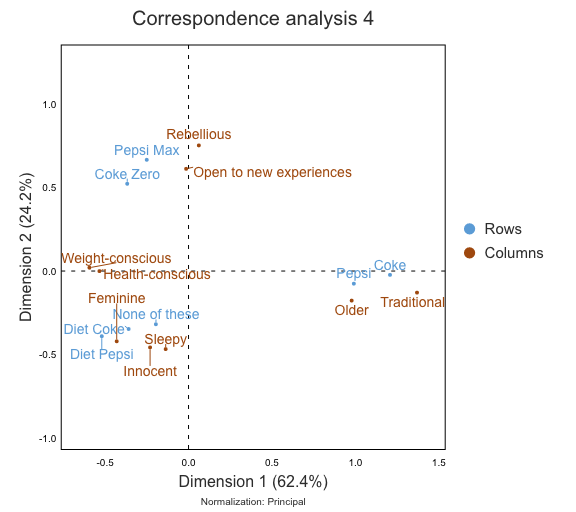 Correspondence analysis 4
Dimension 2 (24.2%)
1.0
0.5
0.0
-0.5
-1.0
Rebellious
Pepsi Max
Open to new experiences
Coke Zero
Weight-conscious
Health-conscious
Coke
Pepsi
Feminine
Traditional
Older
None of these
Diet Coke
Sleepy
Diet Pepsi
Innocent
Rows
Columns
-0.5
0.0
0.5
1.0
1.5
Dimension 1 (62.4%)
Normalization: Principal